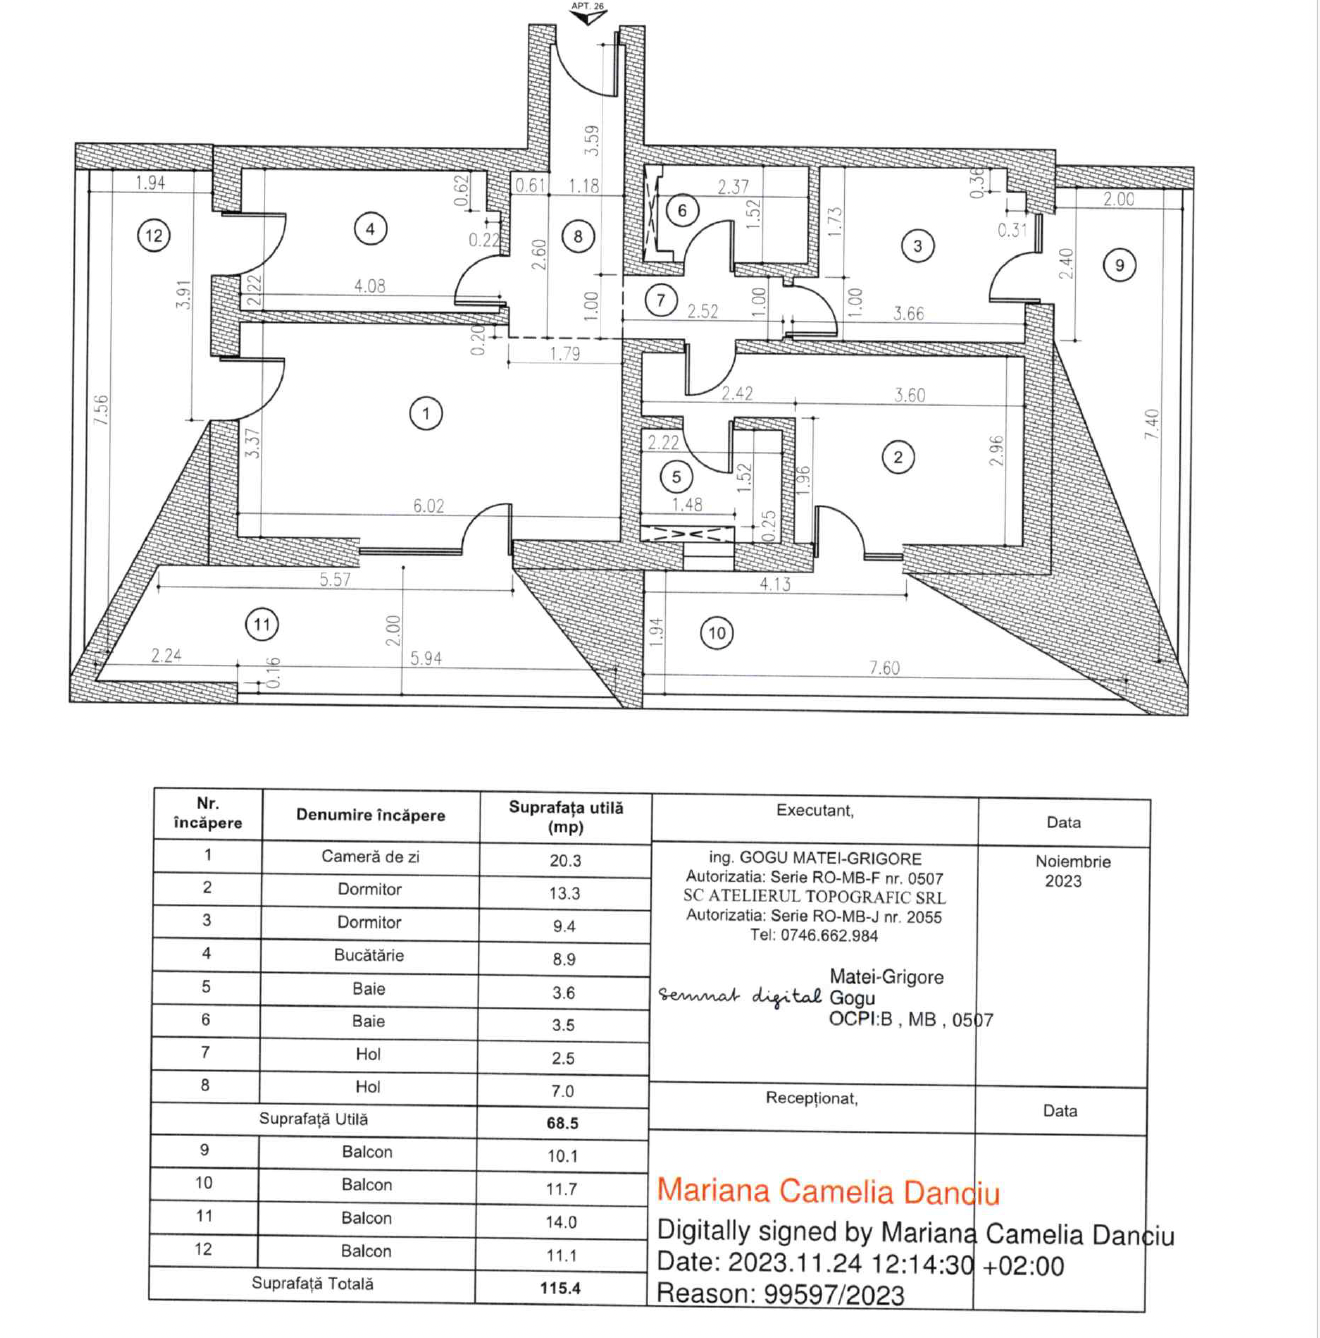 APT. 26
3.59
1.94
0.62
0.61
1.18
2.37
0.36
2.00
12
4
8
6
1.52
1.73
3
0.31
9
0.22
2.60
2.40
3.91
2.22
4.08
1.00
7
2.52
1.00
1.00
3.66
0.20
1.79
7.56
1
2.42
3.60
7.40
3.37
2.22
2
2.96
5
1.52
1.96
6.02
1.48
0.25
5.57
4.13
11
2.00
1.94
10
2.24
0.16
5.94
7.60
Nr. încăpere
Denumire încăpere
Suprafața utilă (mp)
Executant,
Data
1 Cameră de zi 20.3
2 Dormitor 13.3
3 Dormitor 9.4
4 Bucătărie 8.9
5 Baie 3.6
6 Baie 3.5
7 Hol 2.5
8 Hol 7.0
Suprafață Utilă 68.5
9 Balcon 10.1
10 Balcon 11.7
11 Balcon 14.0
12 Balcon 11.1
Suprafață Totală 115.4
ing. GOGU MATEI-GRIGORE
Autorizatia: Serie RO-MB-F nr. 0507
SC ATELIERUL TOPOGRAFIC SRL
Autorizatia: Serie RO-MB-J nr. 2055
Tel: 0746.662.984
Noiembrie
2023
semnat digital
Matei-Grigore
Gogu
OCPI:B , MB , 0507
Recepționat,
Data
Mariana Camelia Danciu
Digitally signed by Mariana Camelia Danciu
Date: 2023.11.24 12:14:30 +02:00
Reason: 99597/2023